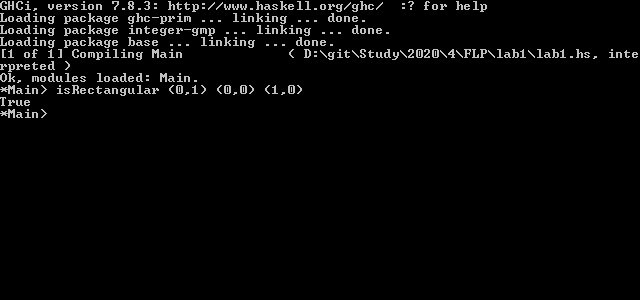 GHCi, version 7.8.3: http://www.haskell.org/ghc/  :? for help
Loading package ghc-prim ... linking ... done.
Loading package integer-gmp ... linking ... done.
Loading package base ... linking ... done.
[1 of 1] Compiling Main             ( D:\git\Study\2020\4\FLP\lab1\lab1.hs, inte
rpreted )
Ok, modules loaded: Main.
*Main> isRectangular (0,1) (0,0) (1,0)
True
*Main>